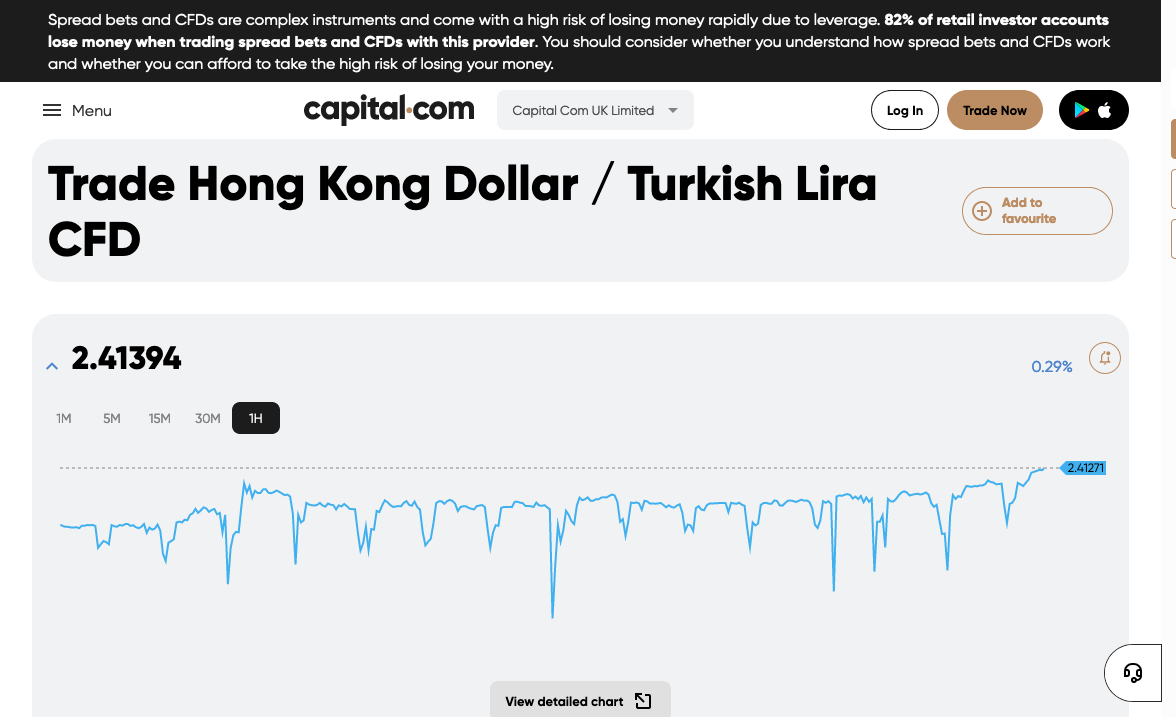 Spread bets and CFDs are complex instruments and come with a high risk of losing money rapidly due to leverage. 82% of retail investor accounts
lose money when trading spread bets and CFDs with this provider. You should consider whether you understand how spread bets and CFDs work
and whether you can afford to take the high risk of losing your money.
Menu
capital.com
Capital Com UK Limited
Log In
Trade Now
Trade Hong Kong Dollar / Turkish Lira
CFD
Add to
favourite
2.41394
0.29%
1M 5M 15M 30M 1H
2.41271
View detailed chart